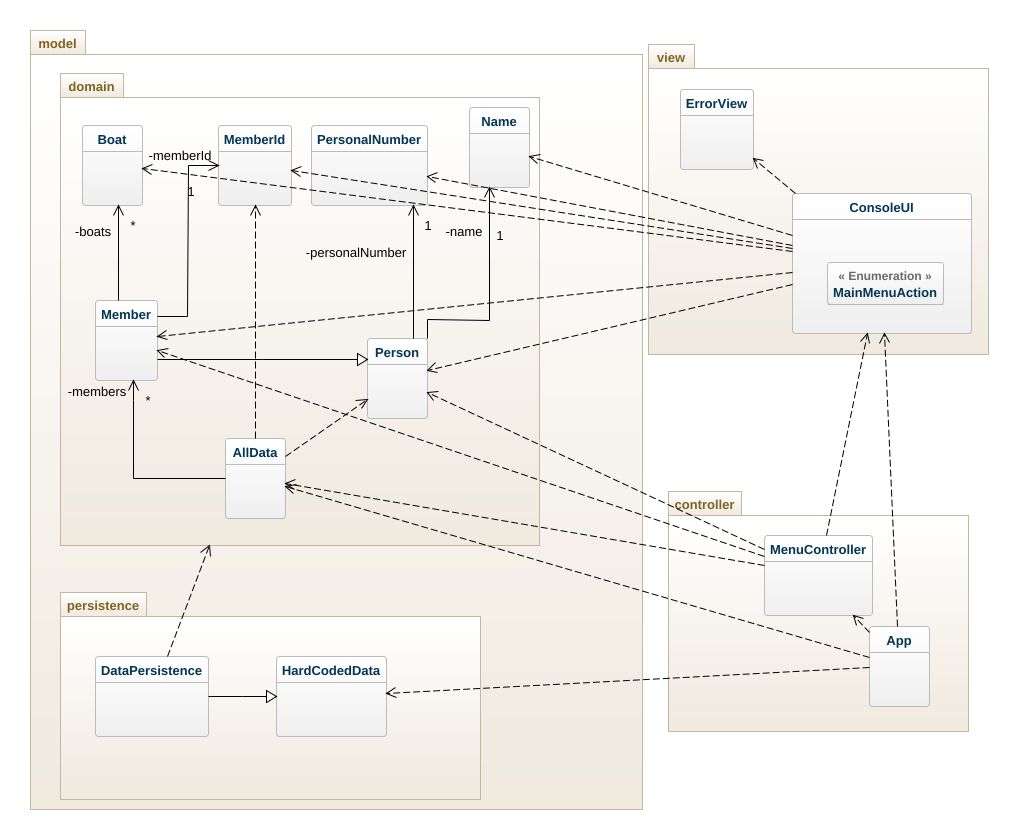 model
view
domain
Boat
MemberId
PersonalNumber
Name
ErrorView
-memberId
1
ConsoleUI
« Enumeration »
MainMenuAction
-boats
*
-personalNumber
1
-name
1
Member
Person
-members
*
AllData
controller
MenuController
persistence
App
DataPersistence
HardCodedData